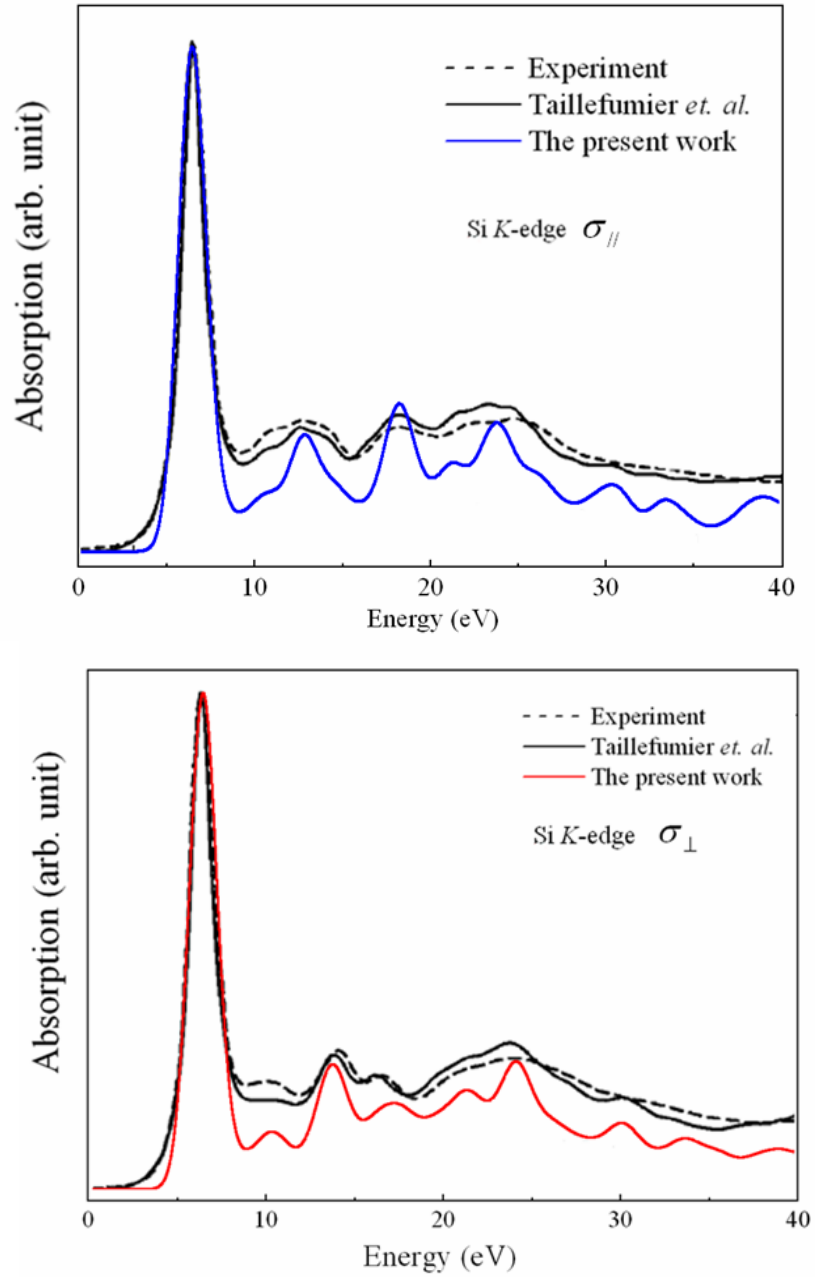 Absorption (arb. unit)
Experiment
Taillefumier et. al.
The present work
Si K-edge σ//
0 10 20 30 40
Energy (eV)
Absorption (arb. unit)
Experiment
Taillefumier et. al.
The present work
Si K-edge σ⊥
0 10 20 30 40
Energy (eV)